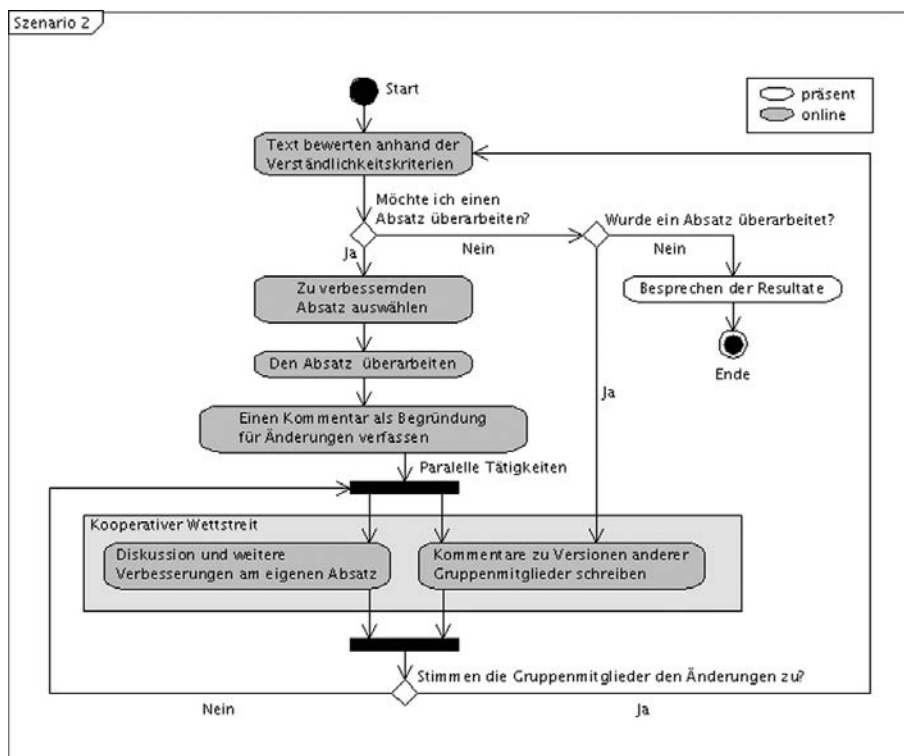 Szenario 2
Start
präsent
online
Text bewerten anhand der
Verständlichkeitskriterien
Möchte ich einen
Absatz überarbeiten?
Wurde ein Absatz überarbeitet?
Ja
Nein
Nein
Zu verbessernden
Absatz auswählen
Besprechen der Resultate
Den Absatz überarbeiten
Ende
Ja
Einen Kommentar als Begründung
für Änderungen verfassen
Paralelle Tätigkeiten
Kooperativer Wettstreit
Diskussion und weitere
Verbesserungen am eigenen Absatz
Kommentare zu Versionen anderer
Gruppenmitglieder schreiben
Stimmen die Gruppenmitglieder den Änderungen zu?
Nein
Ja